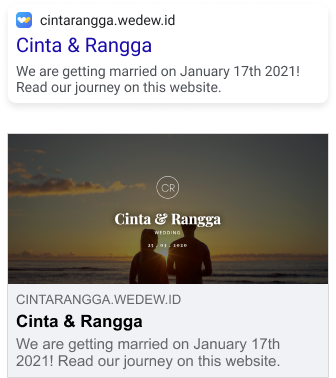 cintarangga.wedew.id
Cinta & Rangga
We are getting married on January 17th 2021!
Read our journey on this website.
CR
Cinta & Rangga
WEDDING
21.01.2020
CINTARANGGA.WEDEW.ID
Cinta & Rangga
We are getting married on January 17th
2021! Read our journey on this website.